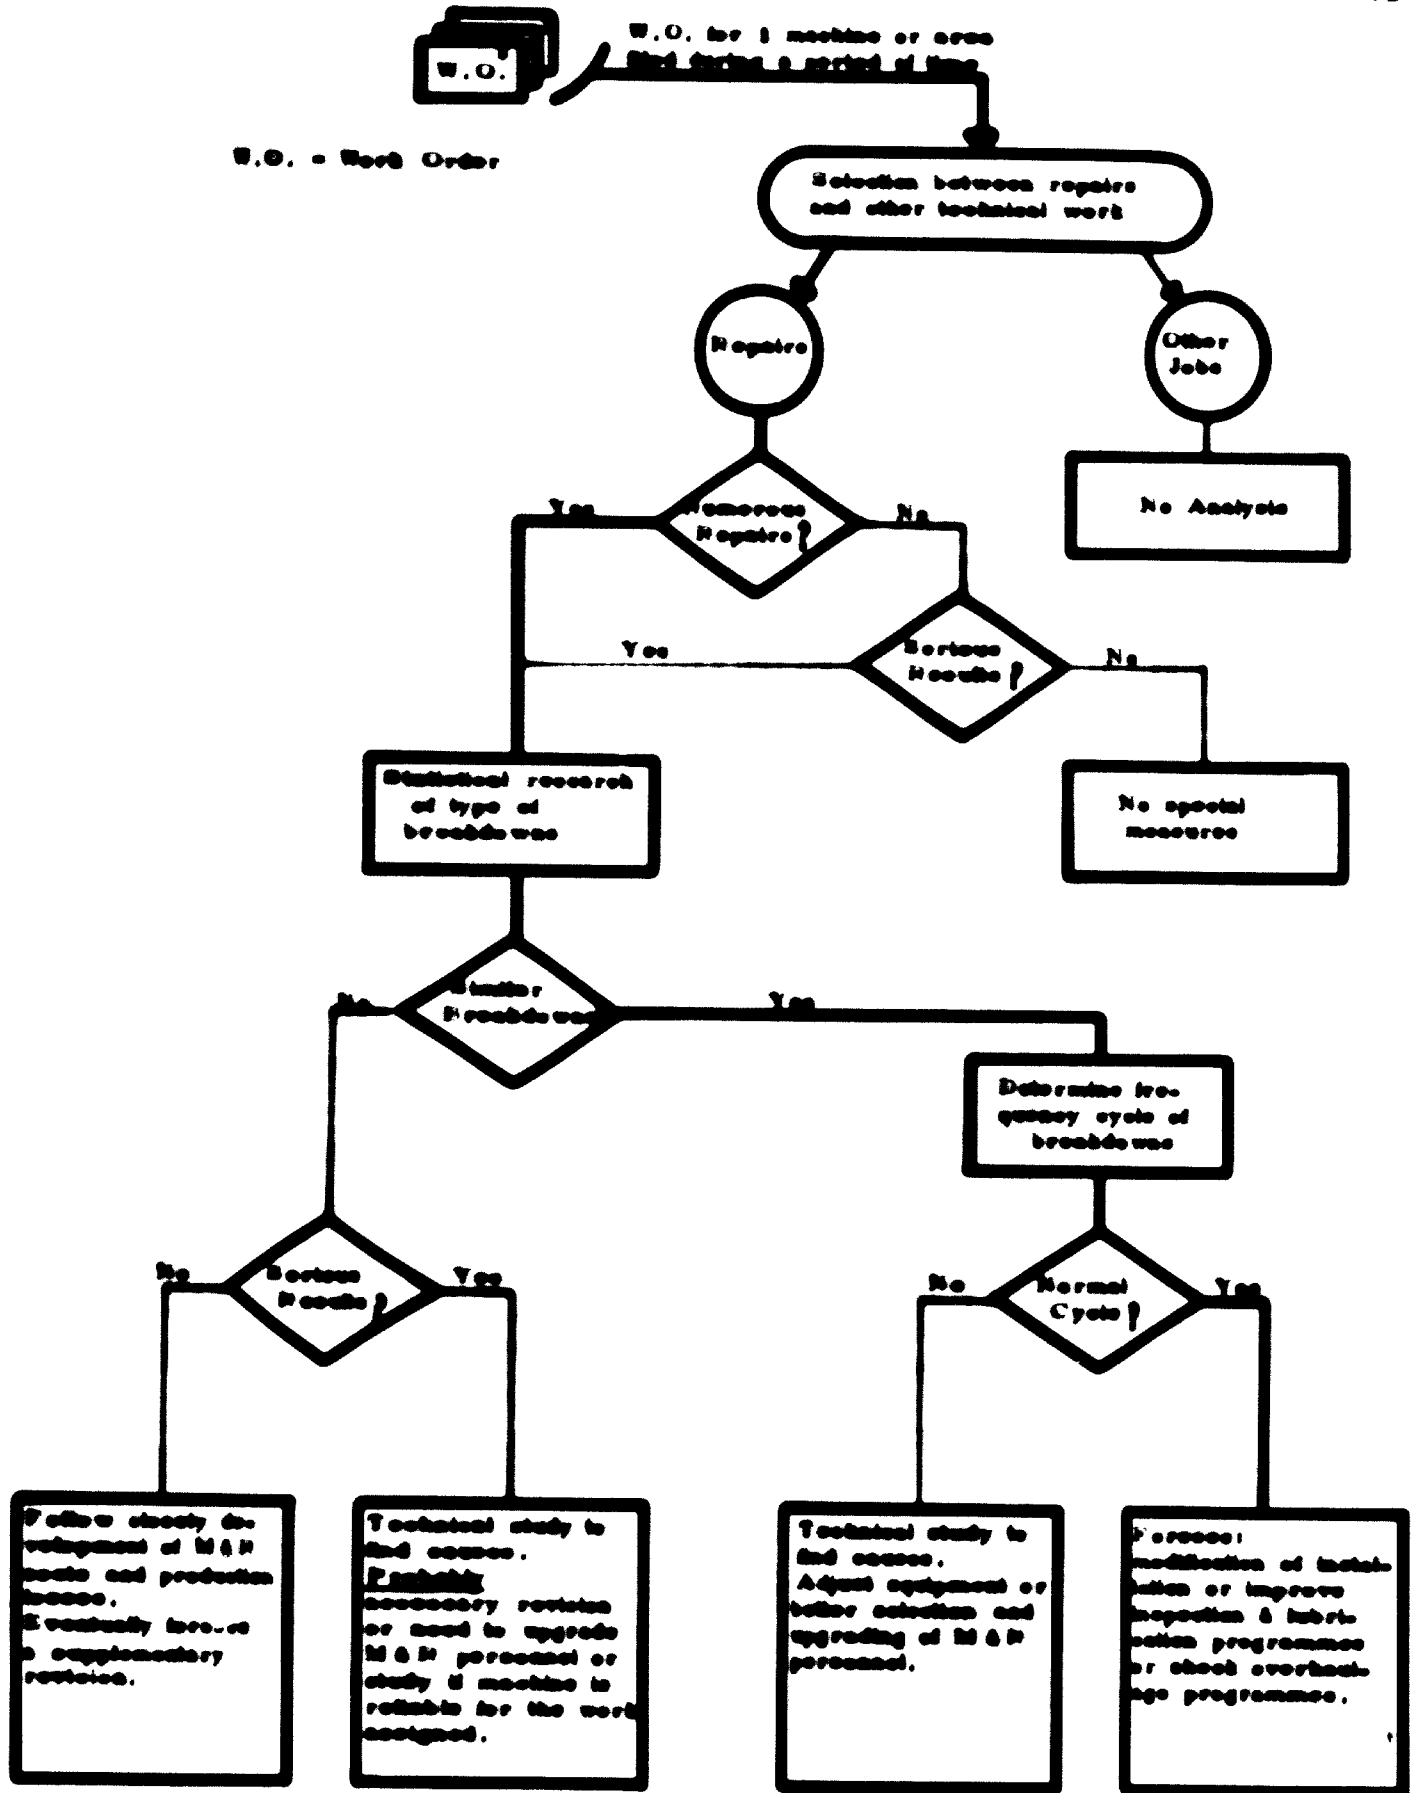 W.O. for 1 machine or area
filed during a period of time
W.O.
W.O. = Work Order
Selection between repairs
and other technical work
Repairs
Other
Jobs
No Analysis
Yes
Numerous
Repairs?
No
Yes
Serious
Results?
No
Statistical research
of type of
breakdowns
No special
measures
No
Similar
Breakdowns
Yes
Determine fre-
quency cycle of
breakdowns
No
Serious
Results?
Yes
No
Normal
Cycle?
Yes
Follow closely de-
velopment of M & R
costs and production
losses.
Eventually forecast
a supplementary
revision.
Technical study to
find causes.
Probably
necessary revision
or need to upgrade
M & R personnel or
study if machine is
reliable for the work
assigned.
Technical study to
find causes.
Adjust equipment or
better selection and
upgrading of M & R
personnel.
modification of instal-
lation or improve
inspection & lubri-
cation programmes
or check overhaul-
age programmes.